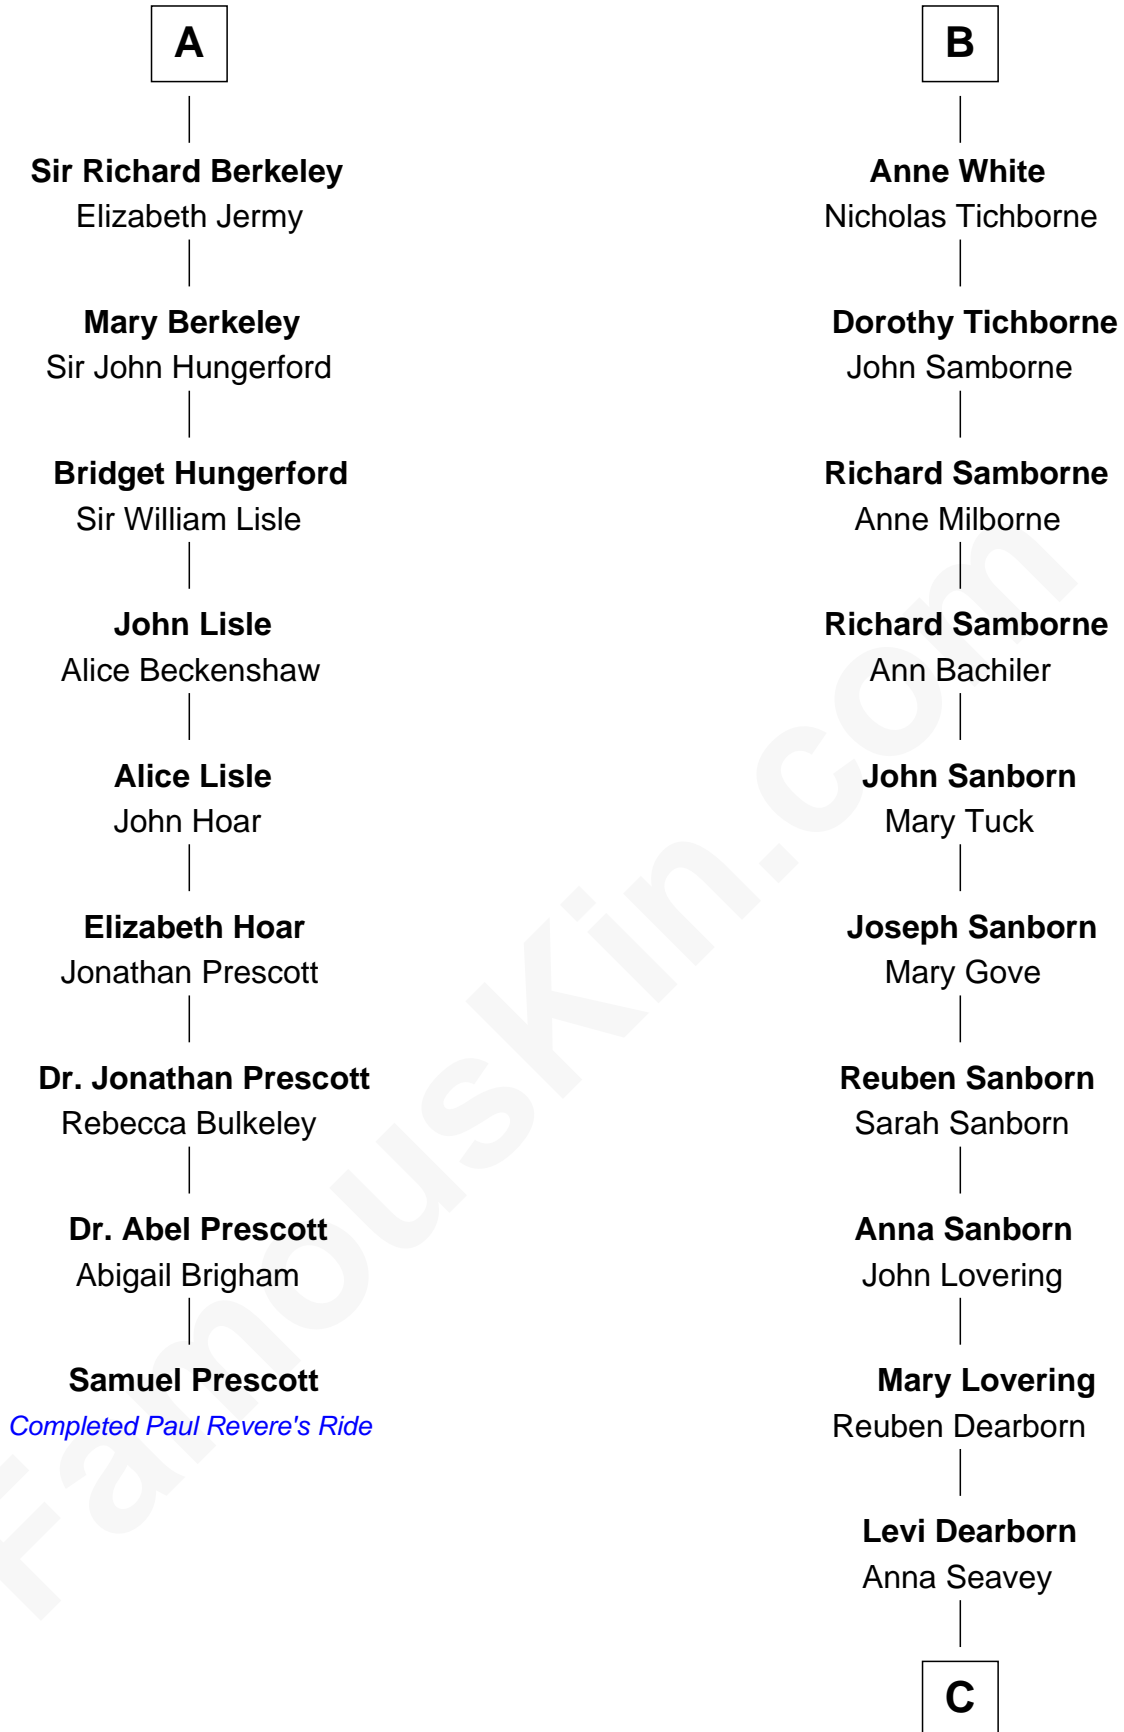 A
Sir Richard Berkeley
Elizabeth Jermy
Mary Berkeley
Sir John Hungerford
Bridget Hungerford
Sir William Lisle
John Lisle
Alice Beckenshaw
Alice Lisle
John Hoar
Elizabeth Hoar
Jonathan Prescott
Dr. Jonathan Prescott
Rebecca Bulkeley
Dr. Abel Prescott
Abigail Brigham
Samuel Prescott
Completed Paul Revere's Ride
B
Anne White
Nicholas Tichborne
Dorothy Tichborne
John Samborne
Richard Samborne
Anne Milborne
Richard Samborne
Ann Bachiler
John Sanborn
Mary Tuck
Joseph Sanborn
Mary Gove
Reuben Sanborn
Sarah Sanborn
Anna Sanborn
John Lovering
Mary Lovering
Reuben Dearborn
Levi Dearborn
Anna Seavey
C
FamousKin.com